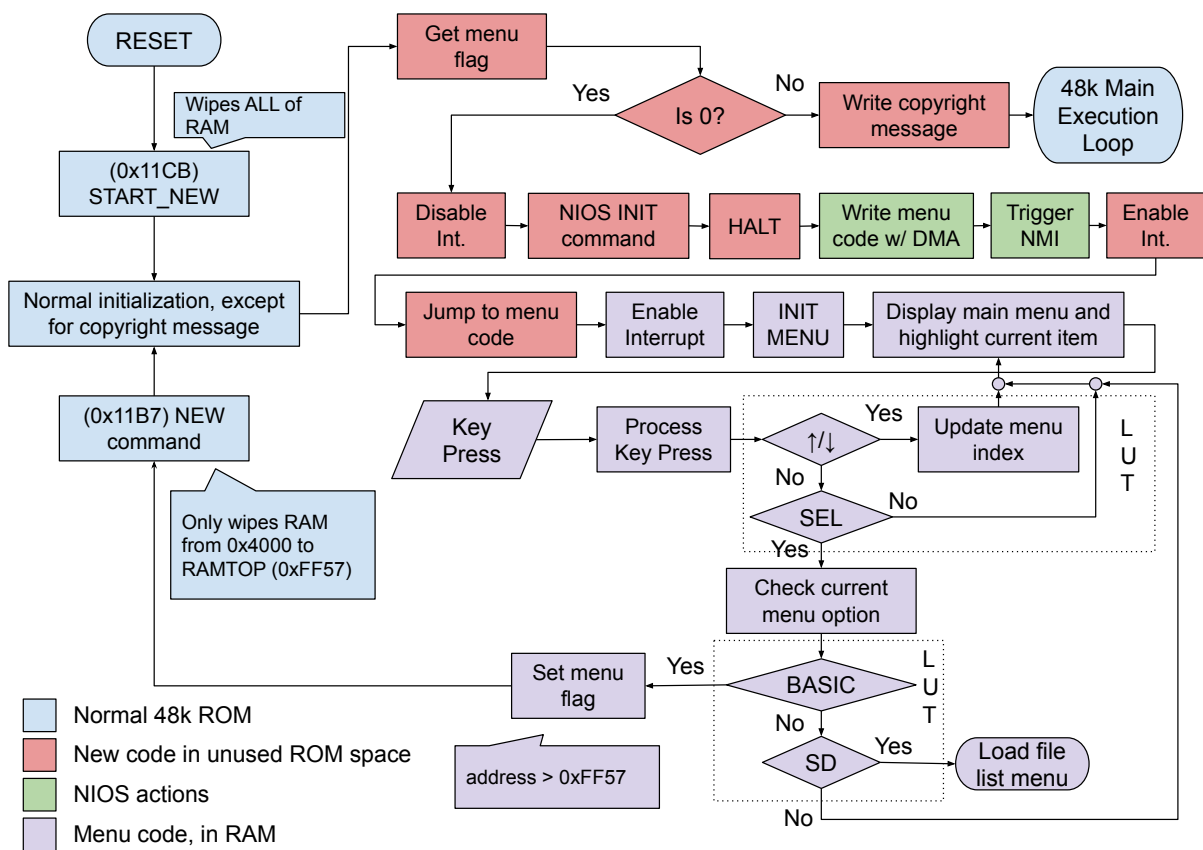 RESET
Wipes ALL of
RAM
(0x11CB)
START_NEW
Normal initialization, except
for copyright message
(0x11B7) NEW
command
Only wipes RAM
from 0x4000 to
RAMTOP (0xFF57)
Get menu
flag
Is 0?
Yes
No
Write copyright
message
48k Main
Execution
Loop
Disable
Int.
NIOS INIT
command
HALT
Write menu
code w/ DMA
Trigger
NMI
Enable
Int.
Jump to menu
code
Enable
Interrupt
INIT
MENU
Display main menu and
highlight current item
Key
Press
Process
Key Press
↑/↓
Yes
Update menu
index
L
U
T
No
SEL
No
Yes
Check current
menu option
BASIC
Yes
L
U
T
Set menu
flag
address > 0xFF57
No
SD
Yes
Load file
list menu
No
Normal 48k ROM
New code in unused ROM space
NIOS actions
Menu code, in RAM